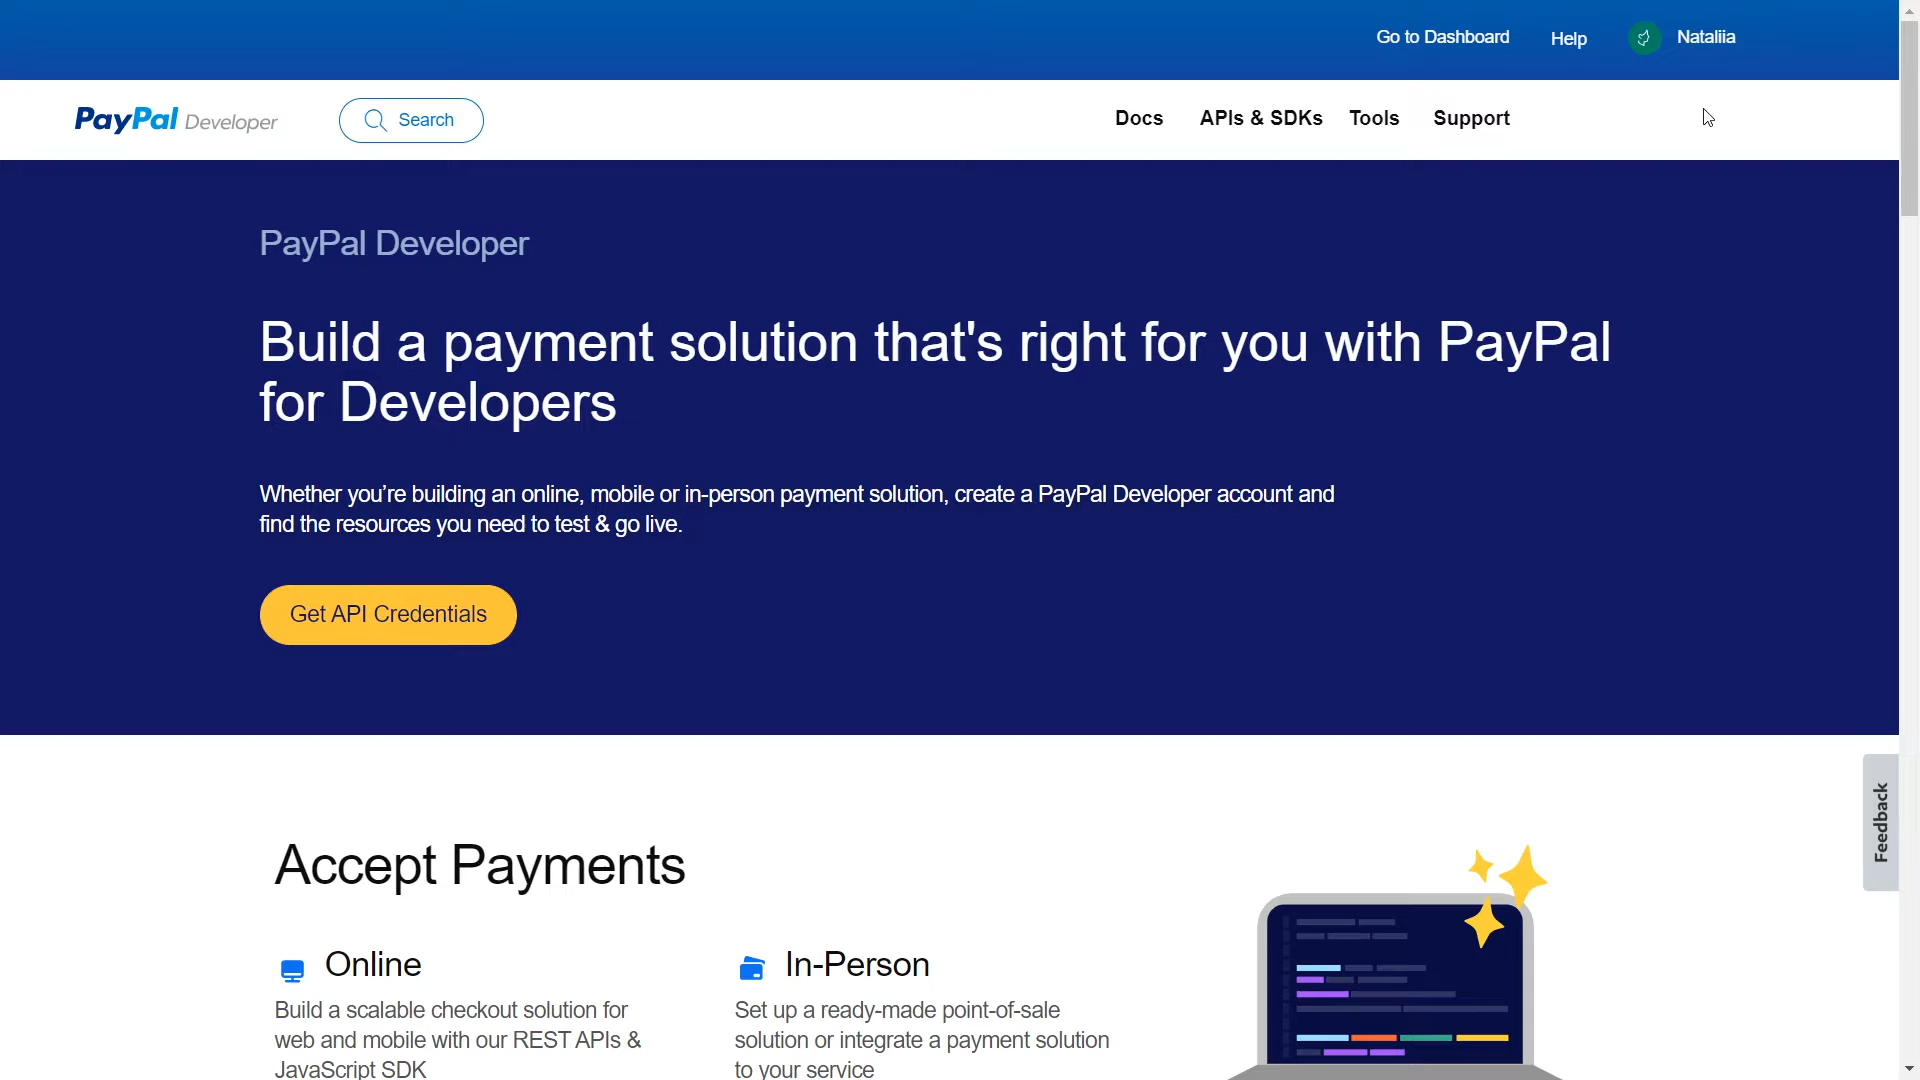 Go to Dashboard Help Nataliia
PayPal Developer Search Docs APIs & SDKs Tools Support
PayPal Developer
Build a payment solution that's right for you with PayPal
for Developers
Whether you’re building an online, mobile or in-person payment solution, create a PayPal Developer account and
find the resources you need to test & go live.
Get API Credentials
Feedback
Accept Payments
Online
Build a scalable checkout solution for
web and mobile with our REST APIs &
JavaScript SDK
In-Person
Set up a ready-made point-of-sale
solution or integrate a payment solution
to your service